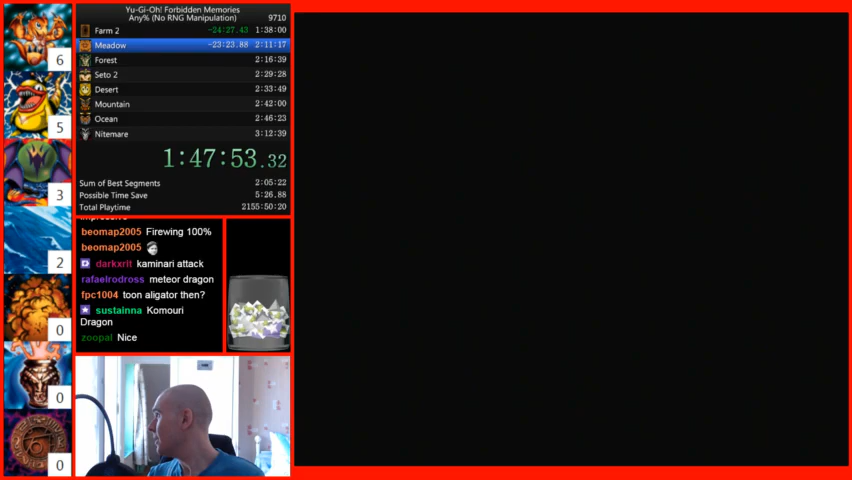 Yu-Gi-Oh! Forbidden Memories
Any% (No RNG Manipulation) 9710
Farm 2 -24:27.43 1:38:00
Meadow -23:23.88 2:11:17
Forest 2:16:39
Seto 2 2:29:28
Desert 2:33:49
Mountain 2:42:00
Ocean 2:46:23
Nitemare 3:12:39
1:47:53.32
Sum of Best Segments 2:05:22
Possible Time Save 5:26.88
Total Playtime 2155:50:20
beomap2005 Firewing 100%
beomap2005
darkxrit kaminari attack
rafaelrodross meteor dragon
fpc1004 toon aligator then?
sustainna Komouri
Dragon
zoopal Nice
6
5
3
2
0
0
0